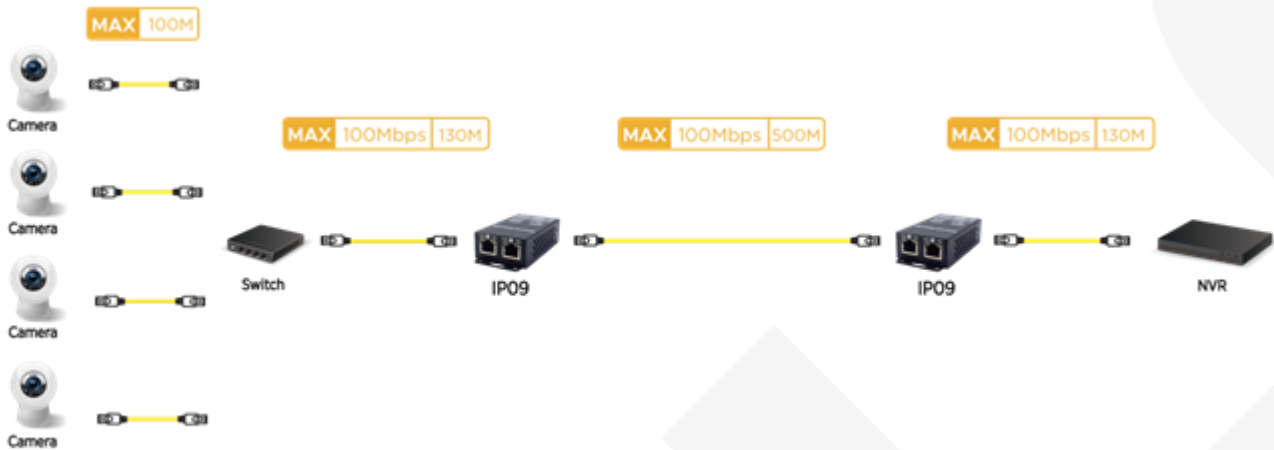 MAX 100M
Camera
MAX 100Mbps 130M
MAX 100Mbps 500M
MAX 100Mbps 130M
Camera
Switch
IP09
IP09
NVR
Camera
Camera